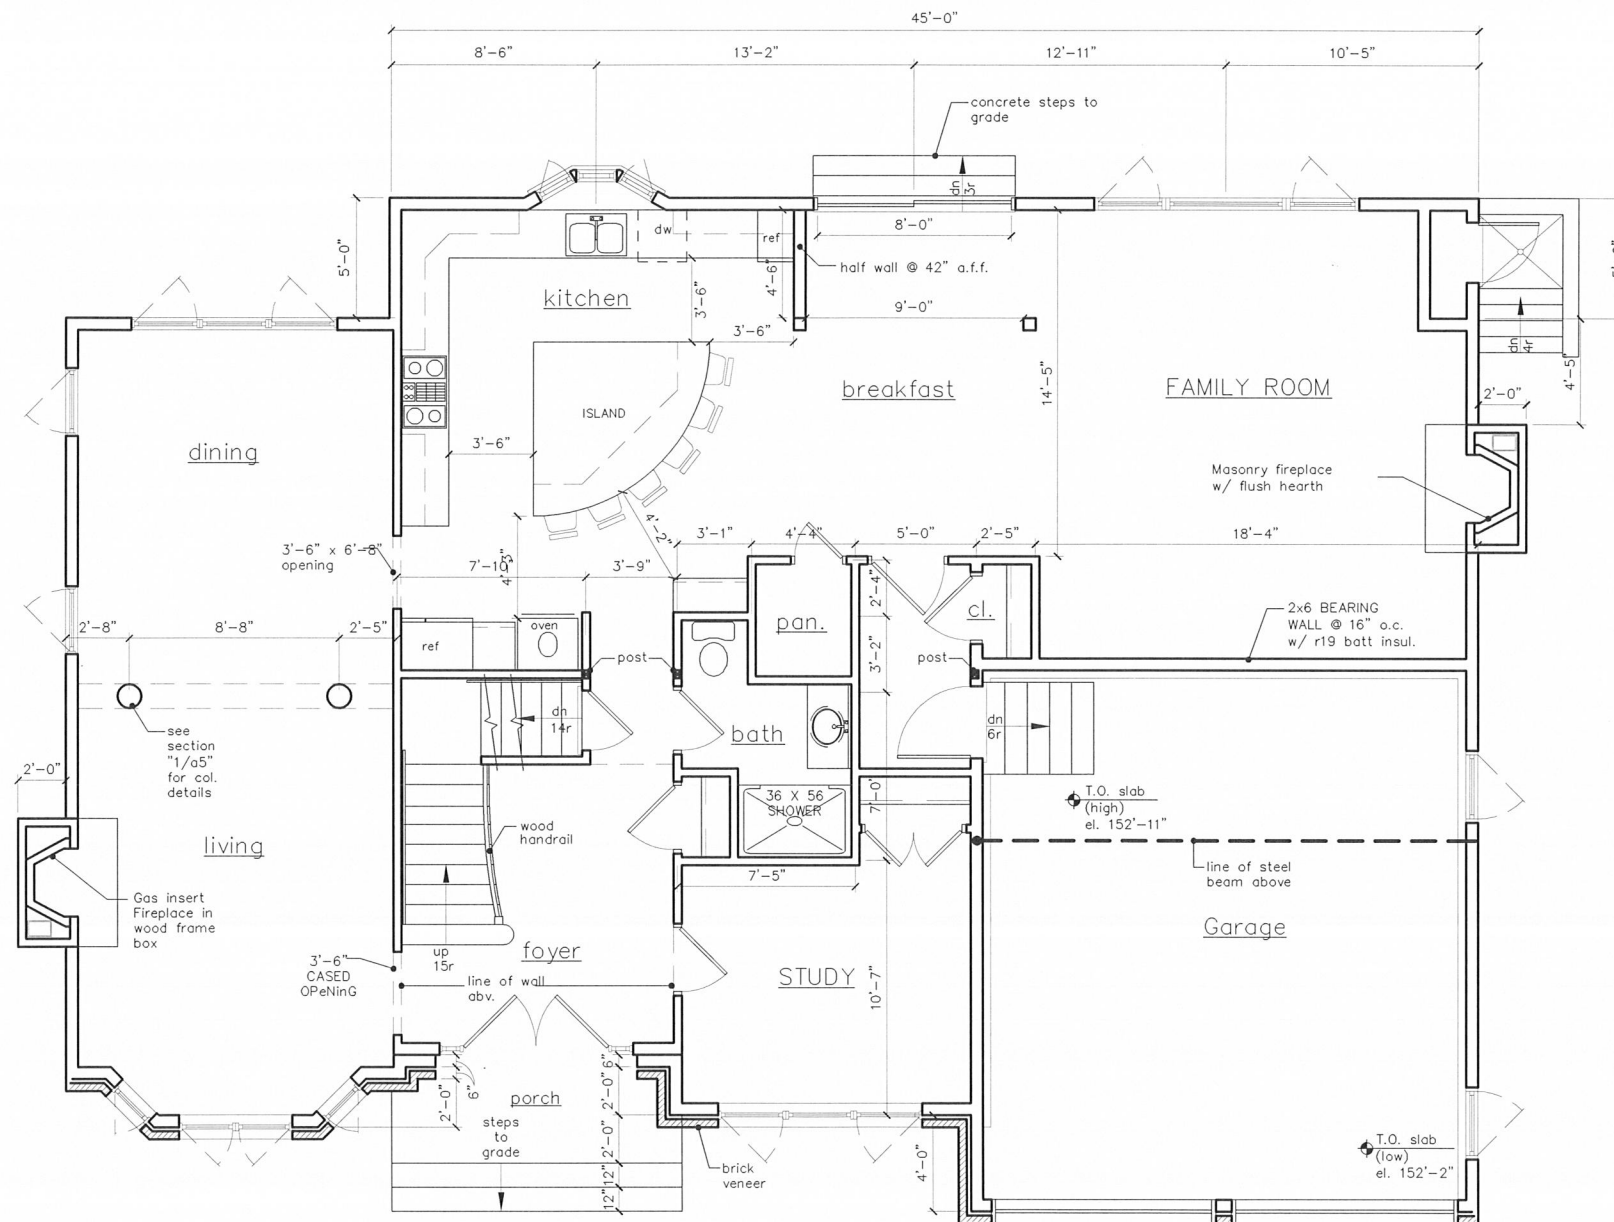 45'-0"
8'-6"
13'-2"
12'-11"
10'-5"
concrete steps to
grade
dn
3r
5'-0"
dw
ref
8'-0"
half wall @ 42" a.f.f.
4'-6"
kitchen
3'-6"
3'-6"
9'-0"
dn
4r
4'-5"
2'-0"
breakfast
14'-5"
FAMILY ROOM
ISLAND
dining
3'-6"
Masonry fireplace
w/ flush hearth
4'-2"
3'-1"
4'-4"
5'-0"
2'-5"
18'-4"
3'-6" x 6'-8"
opening
7'-10"
3'-9"
2'-4"
cl.
2x6 BEARING
WALL @ 16" o.c.
w/ r19 batt insul.
2'-8"
8'-8"
2'-5"
ref
oven
pan.
3'-2"
post
post
see
section
"1/a5"
for col.
details
dn
14r
bath
dn
6r
2'-0"
36 X 56
SHOWER
7'-0"
T.O. slab
(high)
el. 152'-11"
living
wood
handrail
line of steel
beam above
7'-5"
Gas insert
Fireplace in
wood frame
box
Garage
up
15r
foyer
3'-6"
CASED
OPeNinG
line of wall
abv.
STUDY
10'-7"
6"
2'-0"
6"
2'-0"
porch
steps
to
grade
2'-0"
12"
12"
brick
veneer
4'-0"
T.O. slab
(low)
el. 152'-2"